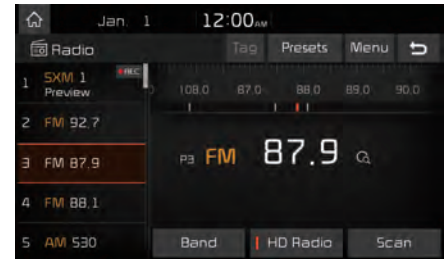 Jan. 1 12:00 AM
Radio Tag Presets Menu
1 SXM 1 REC
Preview
108.0 87.0 88.0 89.0 90.0
2 FM 92.7
3 FM 87.9
P3 FM 87.9
4 FM 88.1
5 AM 530
Band HD Radio Scan